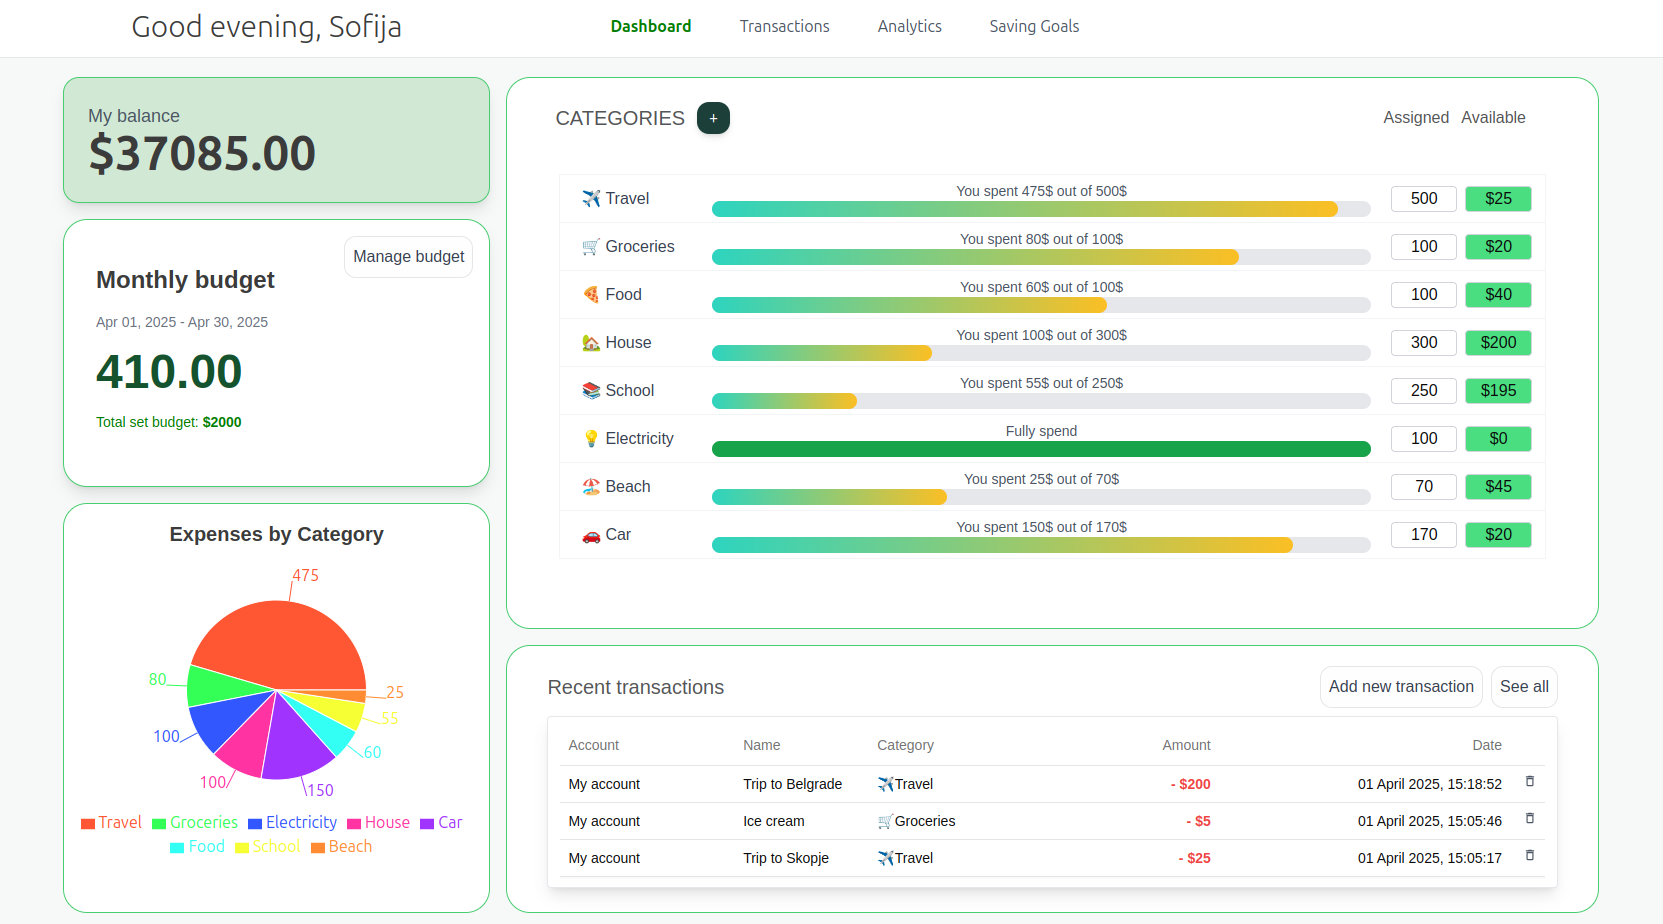 Good evening, Sofija
Dashboard Transactions Analytics Saving Goals
My balance
$37085.00
Manage budget
Monthly budget
Apr 01, 2025 - Apr 30, 2025
410.00
Total set budget: $2000
Expenses by Category
475
80
100
100
150
60
55
25
Travel Groceries Electricity House Car
Food School Beach
CATEGORIES + Assigned Available
You spent 475$ out of 500$
Travel 500 $25
You spent 80$ out of 100$
Groceries 100 $20
You spent 60$ out of 100$
Food 100 $40
You spent 100$ out of 300$
House 300 $200
You spent 55$ out of 250$
School 250 $195
Fully spend
Electricity 100 $0
You spent 25$ out of 70$
Beach 70 $45
You spent 150$ out of 170$
Car 170 $20
Recent transactions Add new transaction See all
Account Name Category Amount Date
My account Trip to Belgrade Travel - $200 01 April 2025, 15:18:52
My account Ice cream Groceries - $5 01 April 2025, 15:05:46
My account Trip to Skopje Travel - $25 01 April 2025, 15:05:17